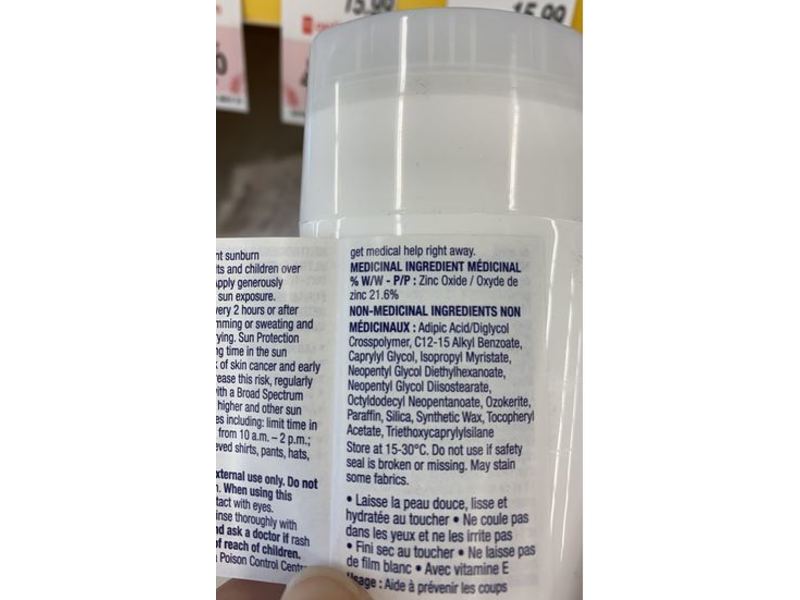 15.99
15.99
nt sunburn
ts and children over
pply generously
sun exposure.
very 2 hours or after
mming or sweating and
ying. Sun Protection
ng time in the sun
k of skin cancer and early
rease this risk, regularly
with a Broad Spectrum
higher and other sun
es including: limit time in
from 10 a.m. – 2 p.m.;
eved shirts, pants, hats,
xternal use only. Do not
n. When using this
tact with eyes.
inse thoroughly with
nd ask a doctor if rash
of reach of children.
Poison Control Centr
get medical help right away.
MEDICINAL INGREDIENT MÉDICINAL
% W/W - P/P : Zinc Oxide / Oxyde de
zinc 21.6%
NON-MEDICINAL INGREDIENTS NON
MÉDICINAUX : Adipic Acid/Diglycol
Crosspolymer, C12-15 Alkyl Benzoate,
Caprylyl Glycol, Isopropyl Myristate,
Neopentyl Glycol Diethylhexanoate,
Neopentyl Glycol Diisostearate,
Octyldodecyl Neopentanoate, Ozokerite,
Paraffin, Silica, Synthetic Wax, Tocopheryl
Acetate, Triethoxycaprylylsilane
Store at 15-30°C. Do not use if safety
seal is broken or missing. May stain
some fabrics.
• Laisse la peau douce, lisse et
hydratée au toucher • Ne coule pas
dans les yeux et ne les irrite pas
• Fini sec au toucher • Ne laisse pas
de film blanc • Avec vitamine E
Usage : Aide à prévenir les coups